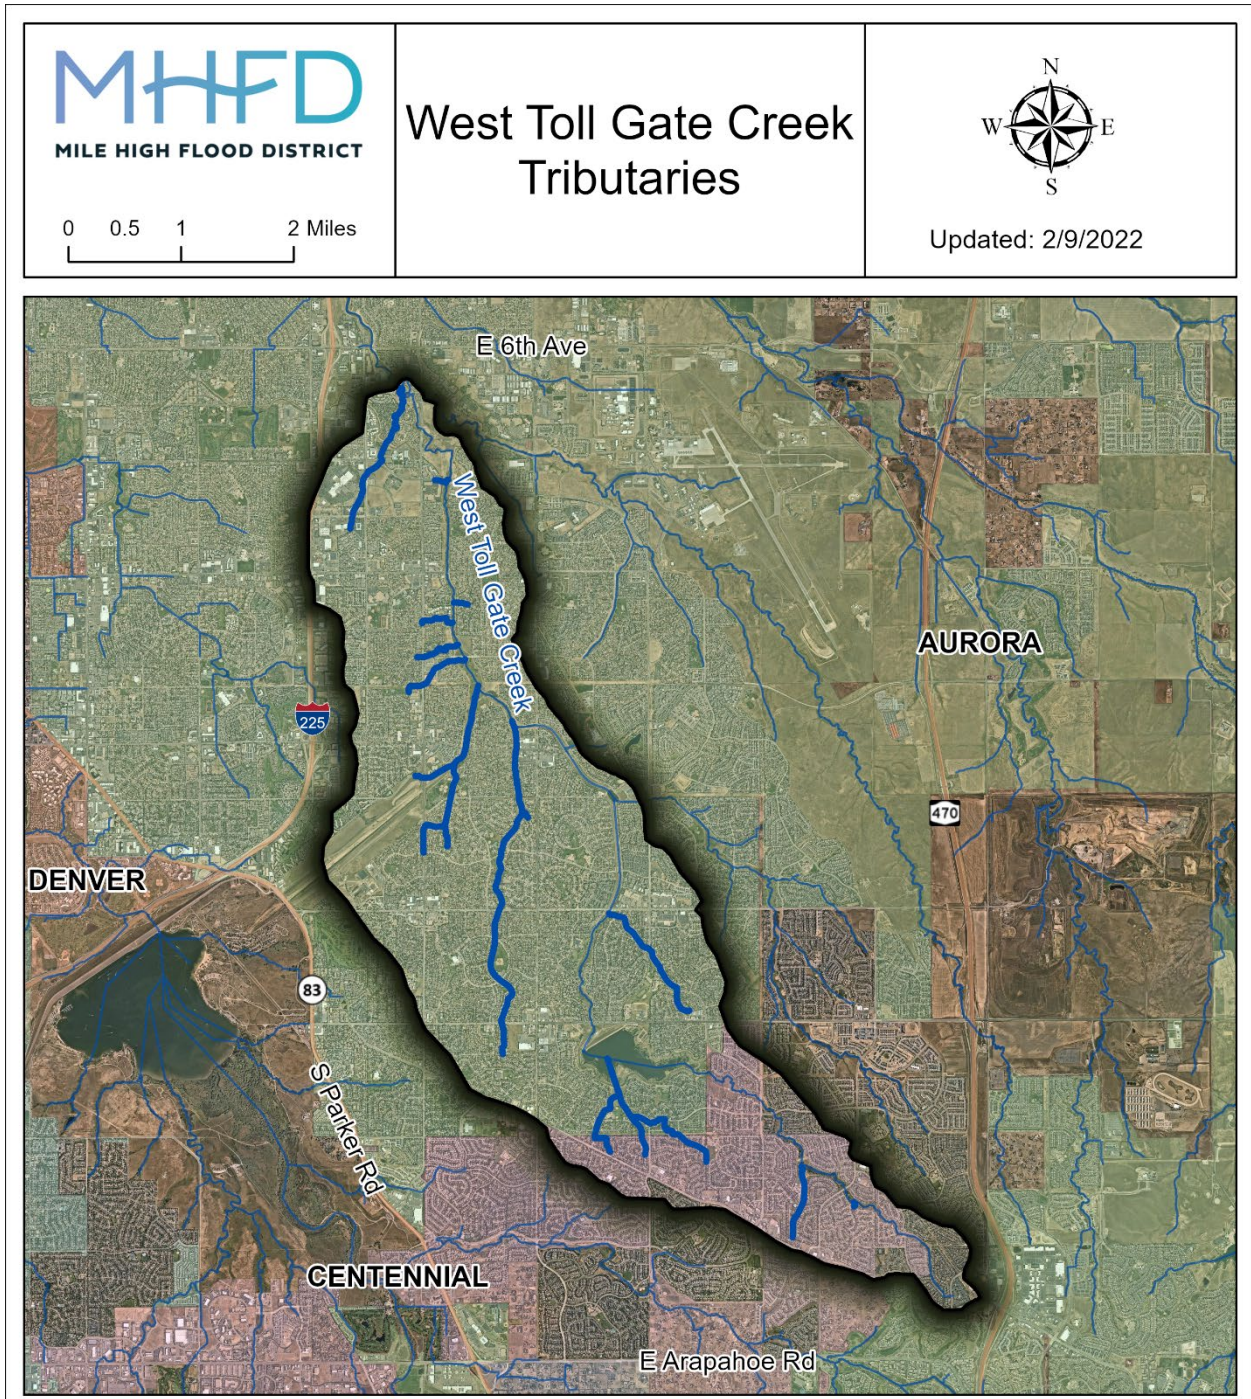 MHFD
MILE HIGH FLOOD DISTRICT
0 0.5 1 2 Miles
West Toll Gate Creek
Tributaries
N
W E
S
Updated: 2/9/2022
E 6th Ave
West Toll Gate Creek
AURORA
225
470
DENVER
83
S Parker Rd
CENTENNIAL
E Arapahoe Rd